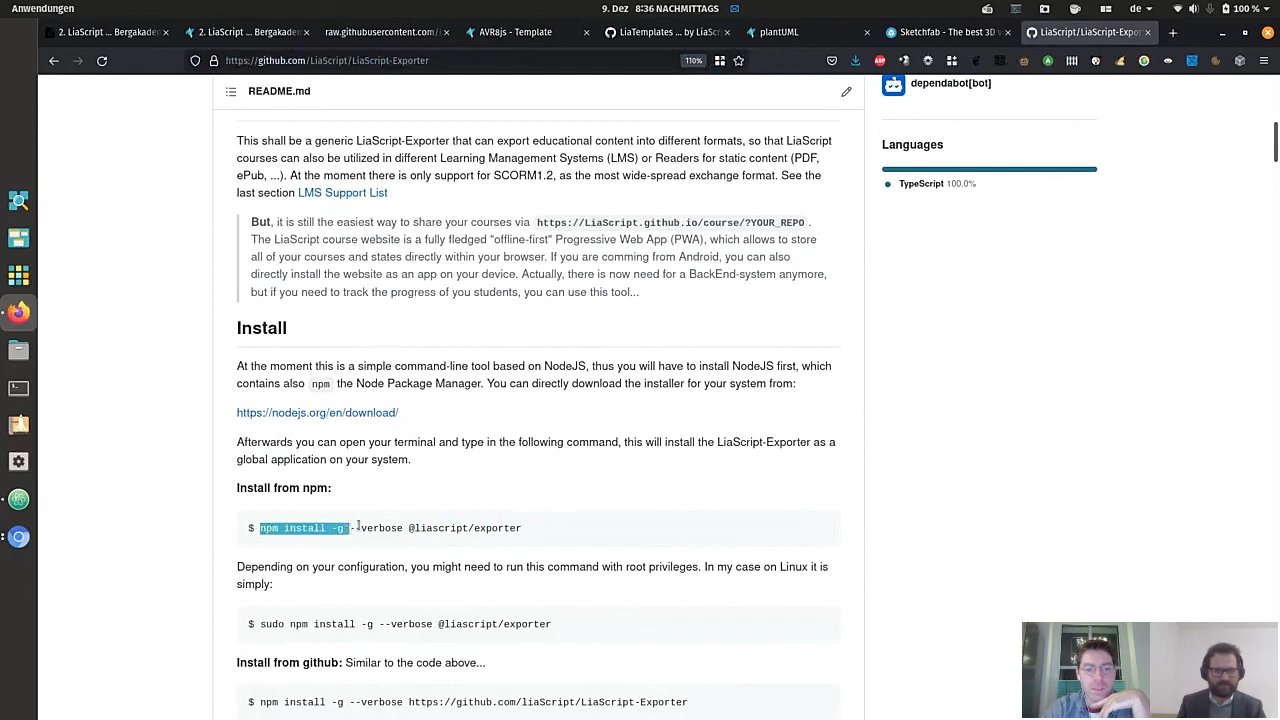 Anwendungen
9. Dez 8:36 NACHMITTAGS
de
100 %
2. LiaScript ... Bergakaden
2. LiaScript ... Bergakaden
raw.githubusercontent.com/
AVR8js - Template
LiaTemplates ... by LiaScr
plantUML
Sketchfab - The best 3D v
LiaScript/LiaScript-Expor
https://github.com/LiaScript/LiaScript-Exporter
110%
README.md
dependabot[bot]
This shall be a generic LiaScript-Exporter that can export educational content into different formats, so that LiaScript
courses can also be utilized in different Learning Management Systems (LMS) or Readers for static content (PDF,
ePub, ...). At the moment there is only support for SCORM1.2, as the most wide-spread exchange format. See the
last section LMS Support List
Languages
TypeScript 100.0%
But, it is still the easiest way to share your courses via https://LiaScript.github.io/course/?YOUR_REPO .
The LiaScript course website is a fully fledged "offline-first" Progressive Web App (PWA), which allows to store
all of your courses and states directly within your browser. If you are comming from Android, you can also
directly install the website as an app on your device. Actually, there is now need for a BackEnd-system anymore,
but if you need to track the progress of you students, you can use this tool...
Install
At the moment this is a simple command-line tool based on NodeJS, thus you will have to install NodeJS first, which
contains also npm the Node Package Manager. You can directly download the installer for your system from:
https://nodejs.org/en/download/
Afterwards you can open your terminal and type in the following command, this will install the LiaScript-Exporter as a
global application on your system.
Install from npm:
$ npm install -g --verbose @liascript/exporter
Depending on your configuration, you might need to run this command with root privileges. In my case on Linux it is
simply:
$ sudo npm install -g --verbose @liascript/exporter
Install from github: Similar to the code above...
$ npm install -g --verbose https://github.com/liaScript/LiaScript-Exporter